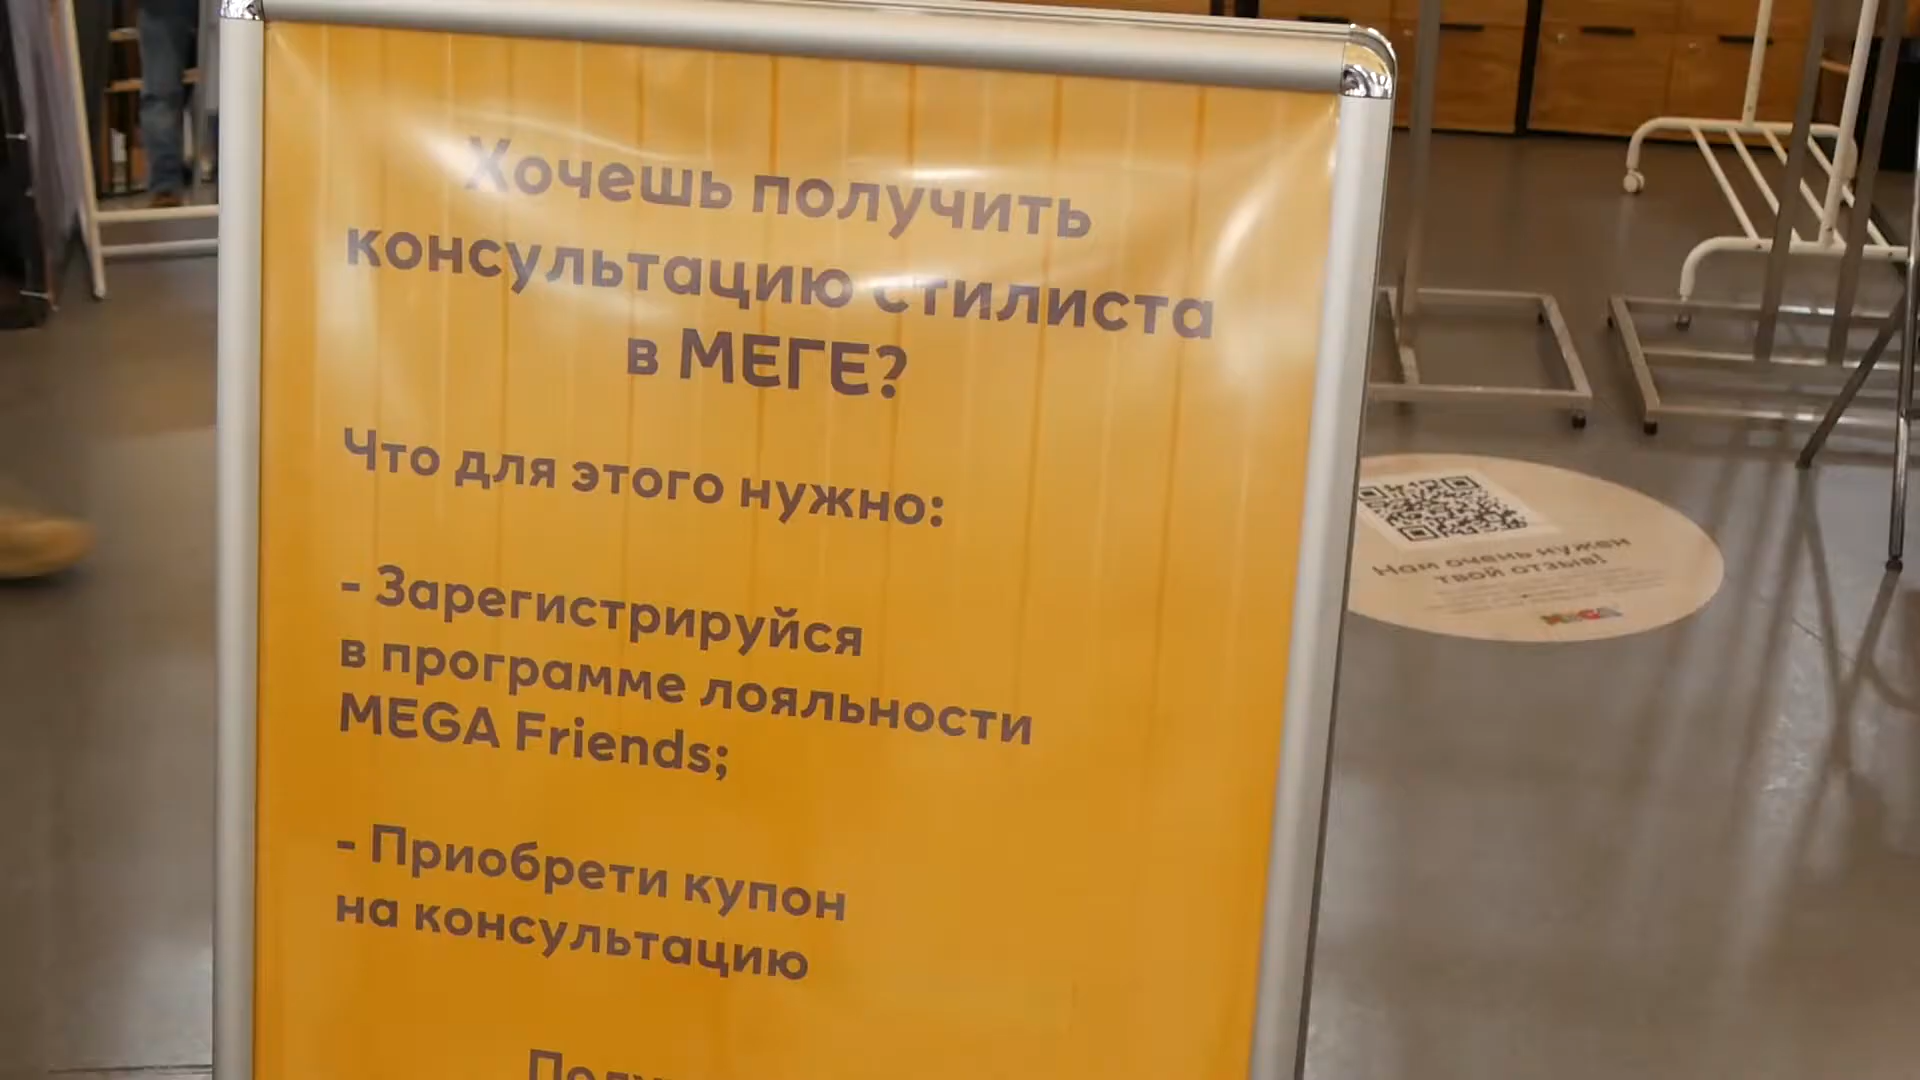 Хочешь получить
консультацию стилиста
в МЕГЕ?
Что для этого нужно:
- Зарегистрируйся
в программе лояльности
MEGA Friends;
- Приобрети купон
на консультацию
Нам очень нужен
твой отзыв!
MEGA